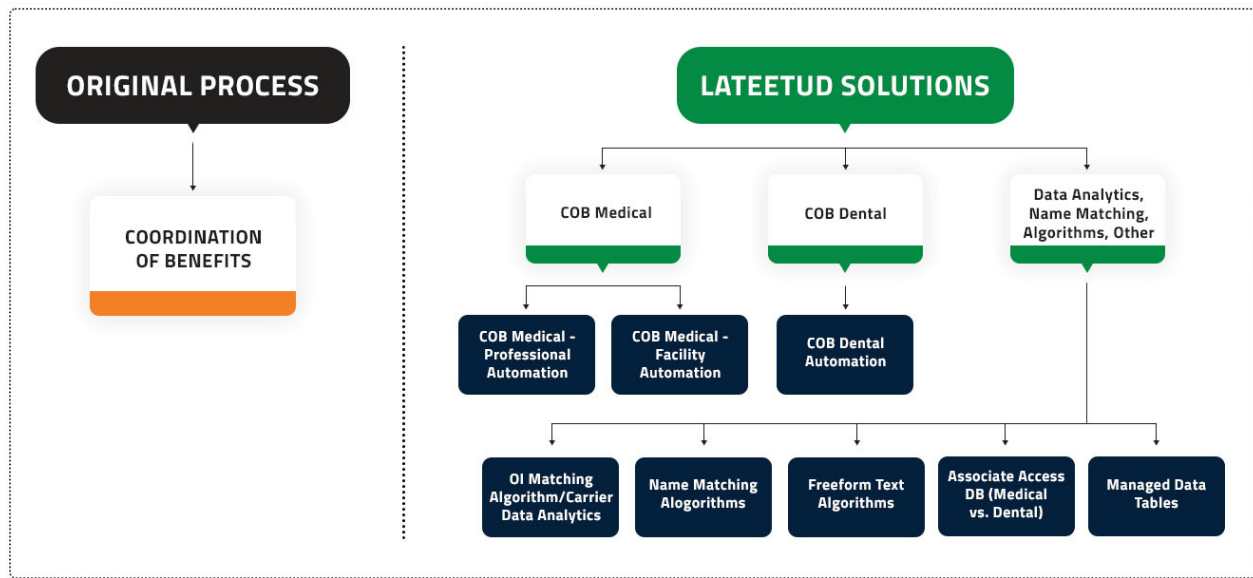 ORIGINAL PROCESS
COORDINATION
OF BENEFITS
LATEETUD SOLUTIONS
COB Medical
COB Dental
Data Analytics,
Name Matching,
Algorithms, Other
COB Medical -
Professional
Automation
COB Medical -
Facility
Automation
COB Dental
Automation
OI Matching
Algorithm/Carrier
Data Analytics
Name Matching
Alogorithms
Freeform Text
Algorithms
Associate Access
DB (Medical
vs. Dental)
Managed Data
Tables